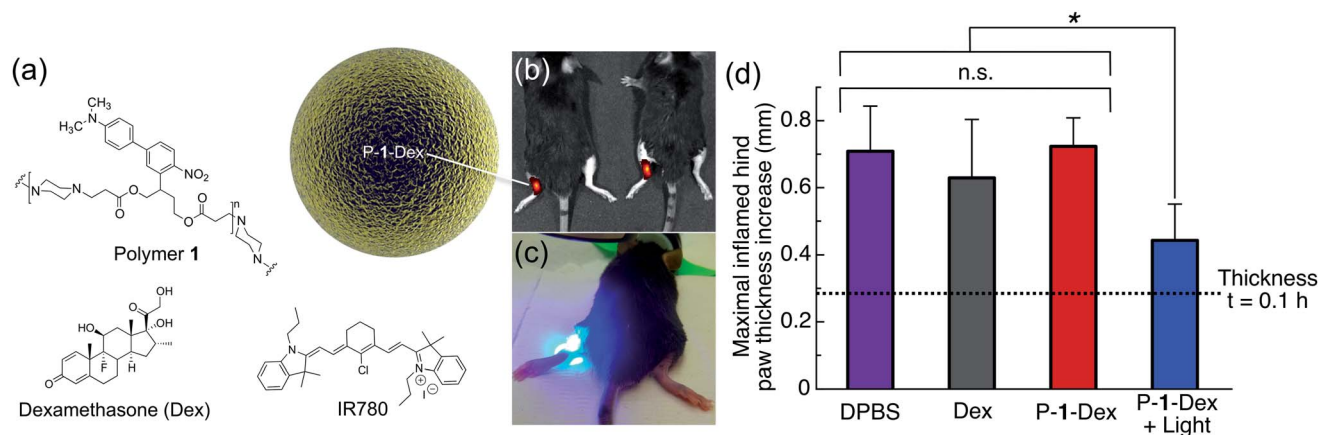 (a)
H₃C
N
CH₃
P-1-Dex
NO₂
N
N
O
O
O
O
n
N
N
Polymer 1
OH
O
HO
OH
F
H
O
Dexamethasone (Dex)
N
Cl
N
+
I
−
IR780
(b)
(c)
(d)
*
n.s.
Maximal inflamed hind
paw thickness increase (mm)
0.8
0.6
0.4
0.2
0
Thickness
t = 0.1 h
DPBS
Dex
P-1-Dex
P-1-Dex
+ Light